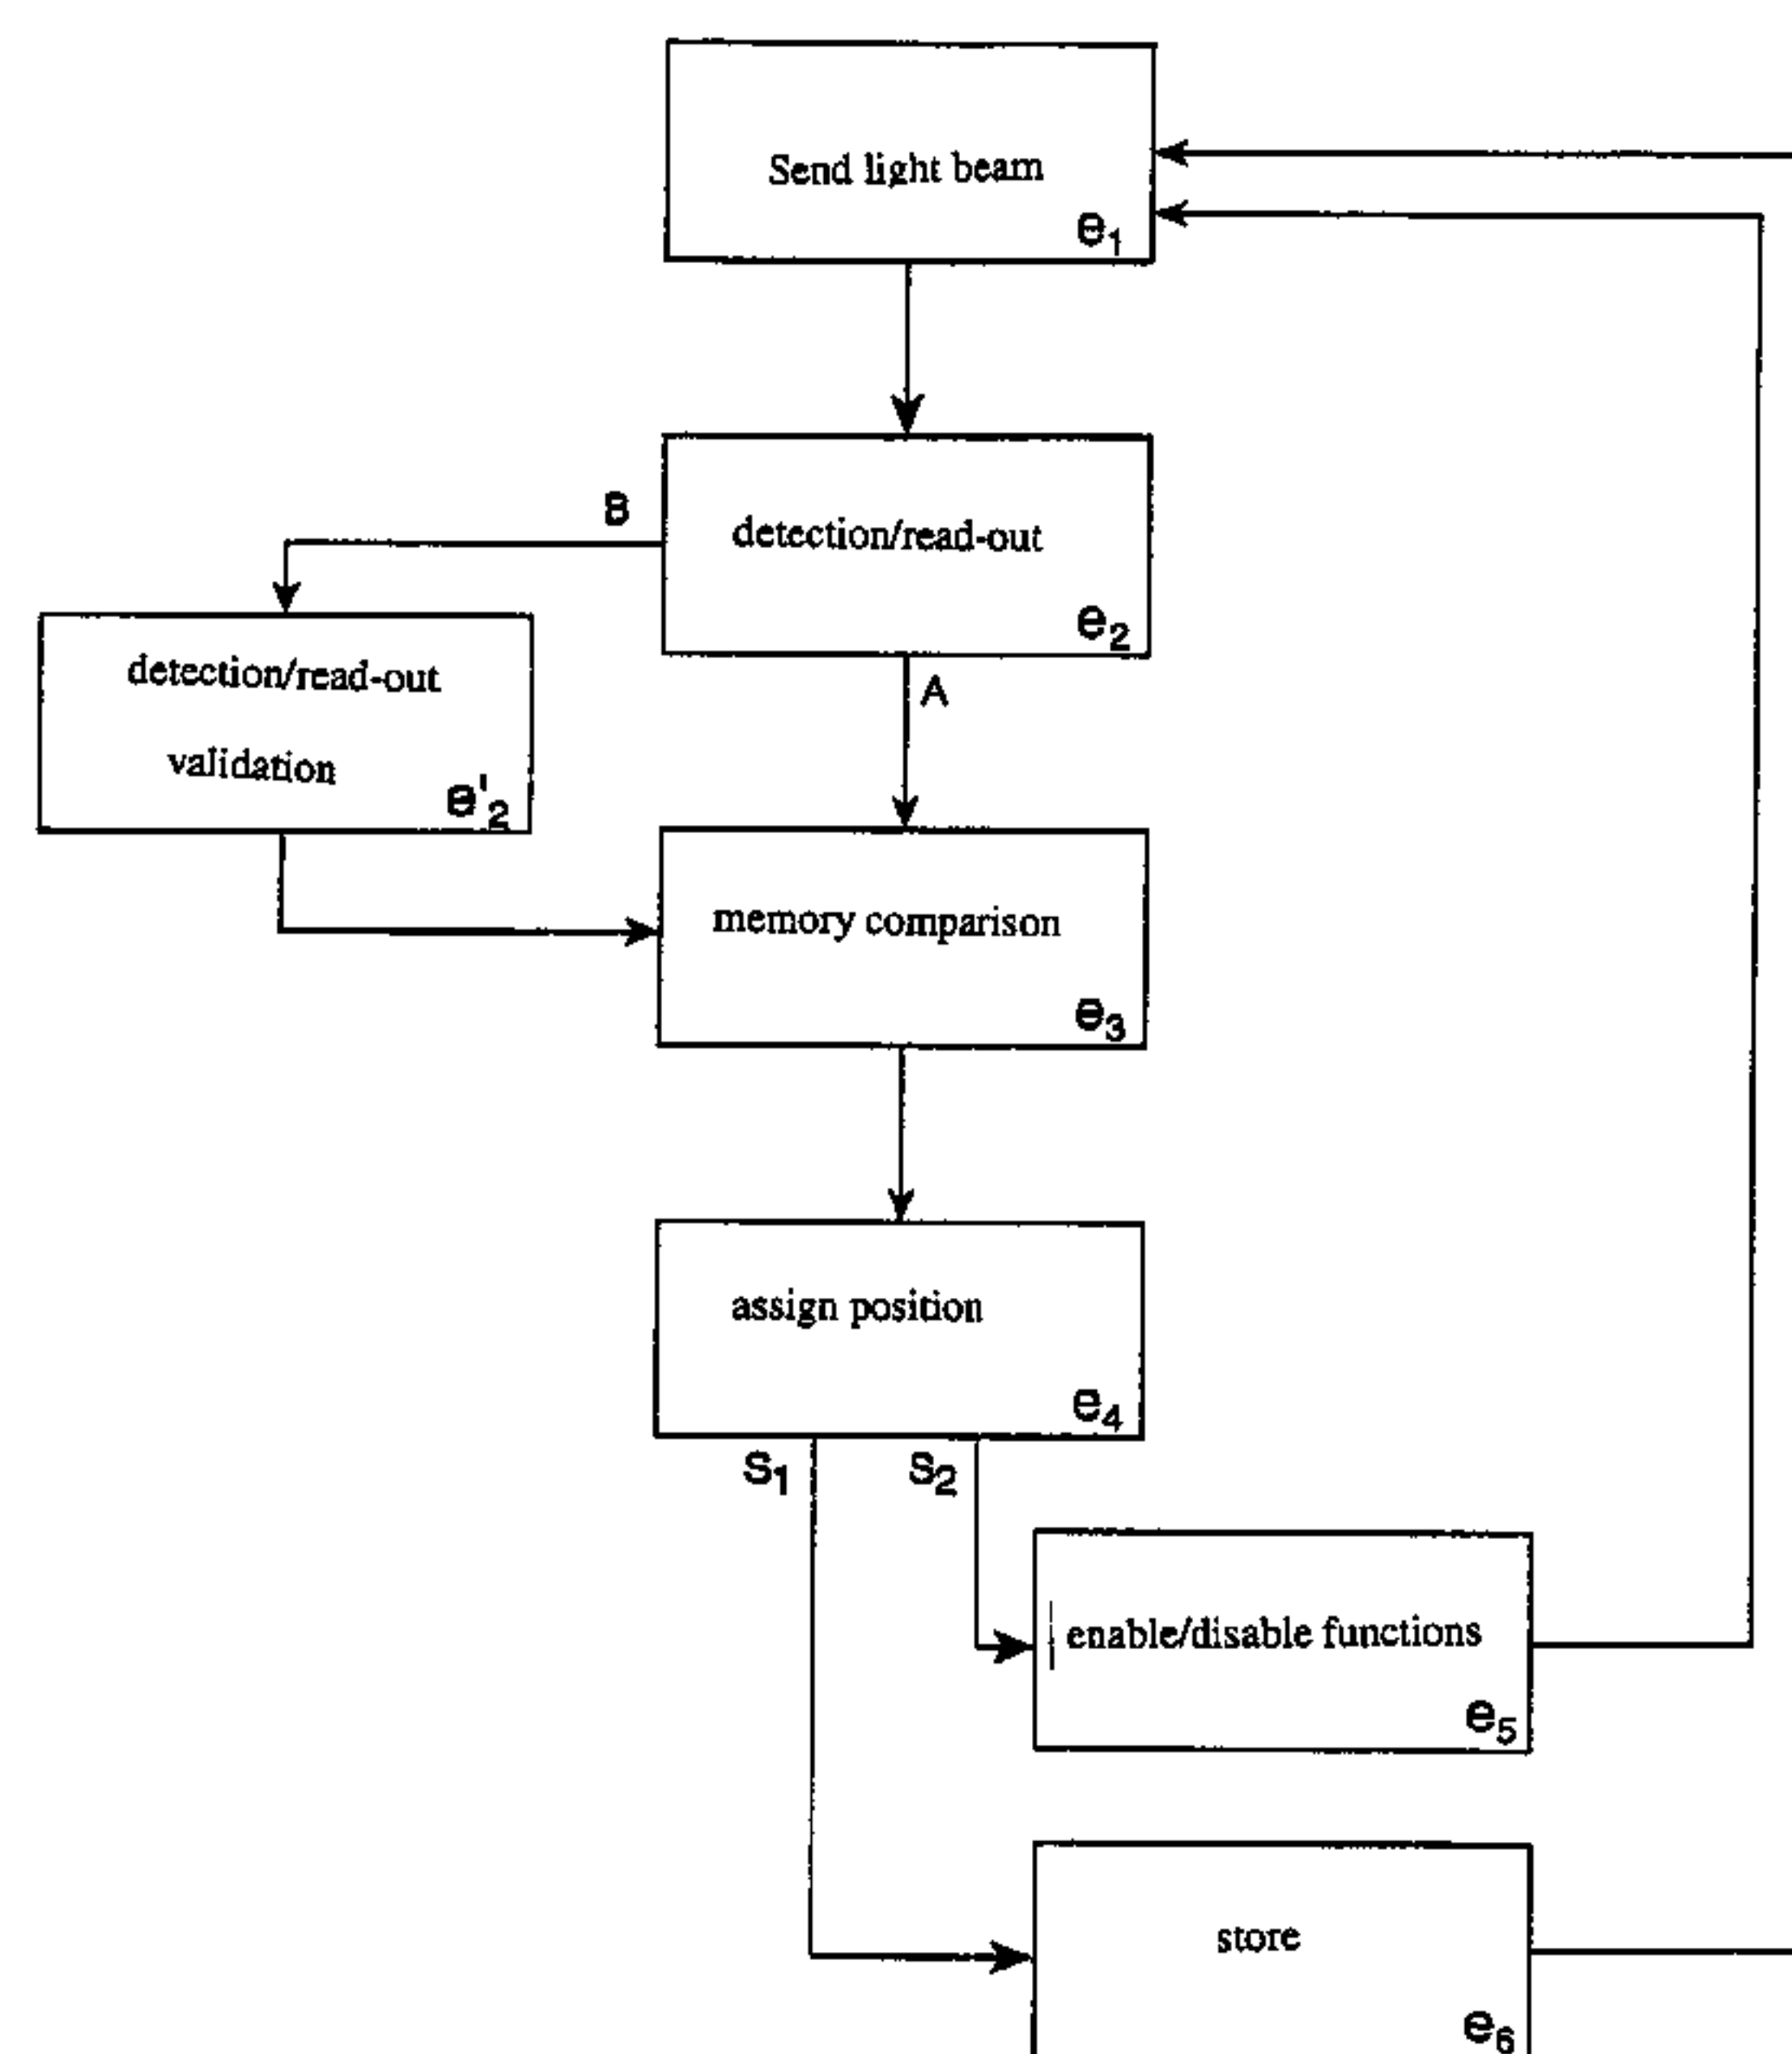 Send light beam
e1
B
detection/read-out
e2
detection/read-out
validation
e'2
A
memory comparison
e3
assign position
e4
S1
S2
enable/disable functions
e5
store
e6